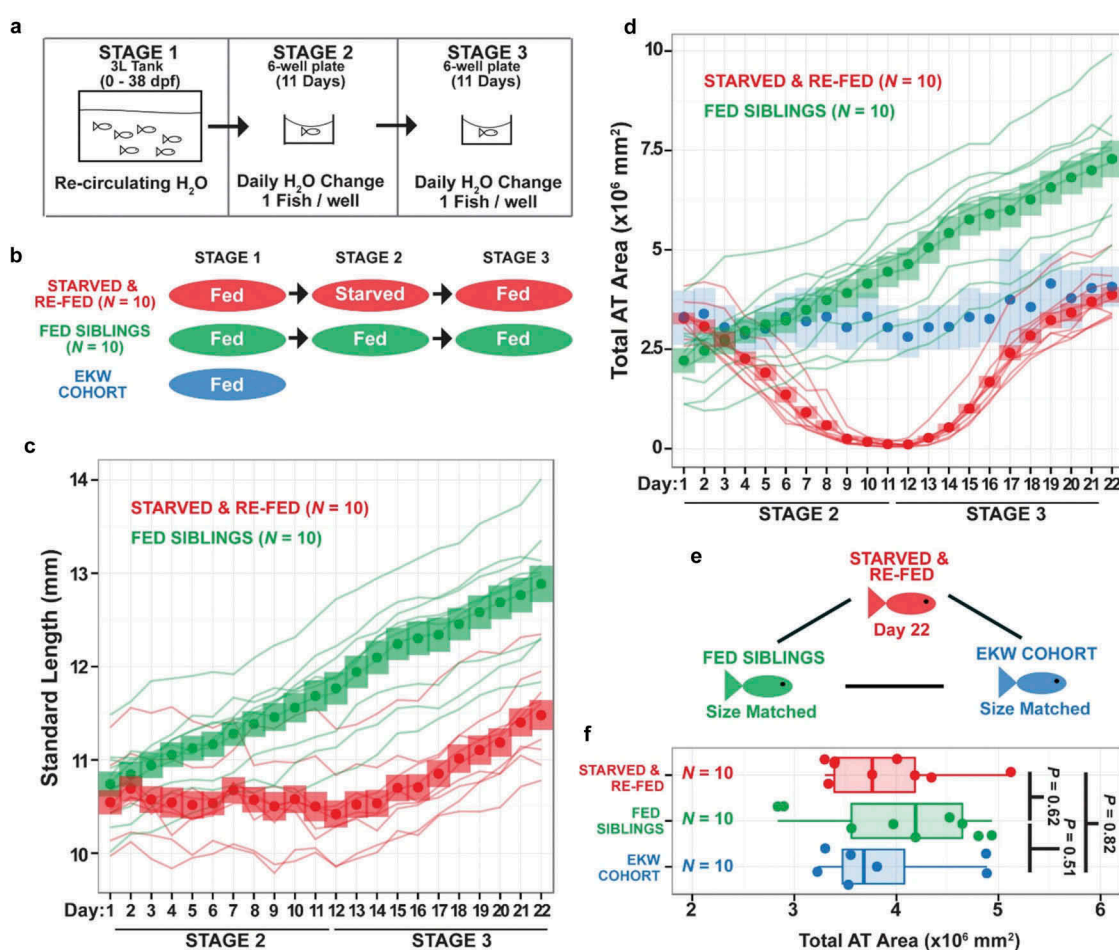 a
STAGE 1
3L Tank
(0 - 38 dpf)
Re-circulating H2O
STAGE 2
6-well plate
(11 Days)
Daily H2O Change
1 Fish / well
STAGE 3
6-well plate
(11 Days)
Daily H2O Change
1 Fish / well
b
STAGE 1 STAGE 2 STAGE 3
STARVED &
RE-FED (N = 10)
Fed Starved Fed
FED SIBLINGS
(N = 10)
Fed Fed Fed
EKW
COHORT
Fed
c
STARVED & RE-FED (N = 10)
FED SIBLINGS (N = 10)
Standard Length (mm)
14
13
12
11
10
Day: 1 2 3 4 5 6 7 8 9 10 11 12 13 14 15 16 17 18 19 20 21 22
STAGE 2 STAGE 3
d
STARVED & RE-FED (N = 10)
FED SIBLINGS (N = 10)
Total AT Area (x10⁶ mm²)
10
7.5
5
2.5
0
Day: 1 2 3 4 5 6 7 8 9 10 11 12 13 14 15 16 17 18 19 20 21 22
STAGE 2 STAGE 3
e
STARVED &
RE-FED
Day 22
FED SIBLINGS
Size Matched
EKW COHORT
Size Matched
f
STARVED &
RE-FED
N = 10
FED
SIBLINGS
N = 10
EKW
COHORT
N = 10
P = 0.62
P = 0.51
P = 0.82
2 3 4 5 6
Total AT Area (x10⁶ mm²)